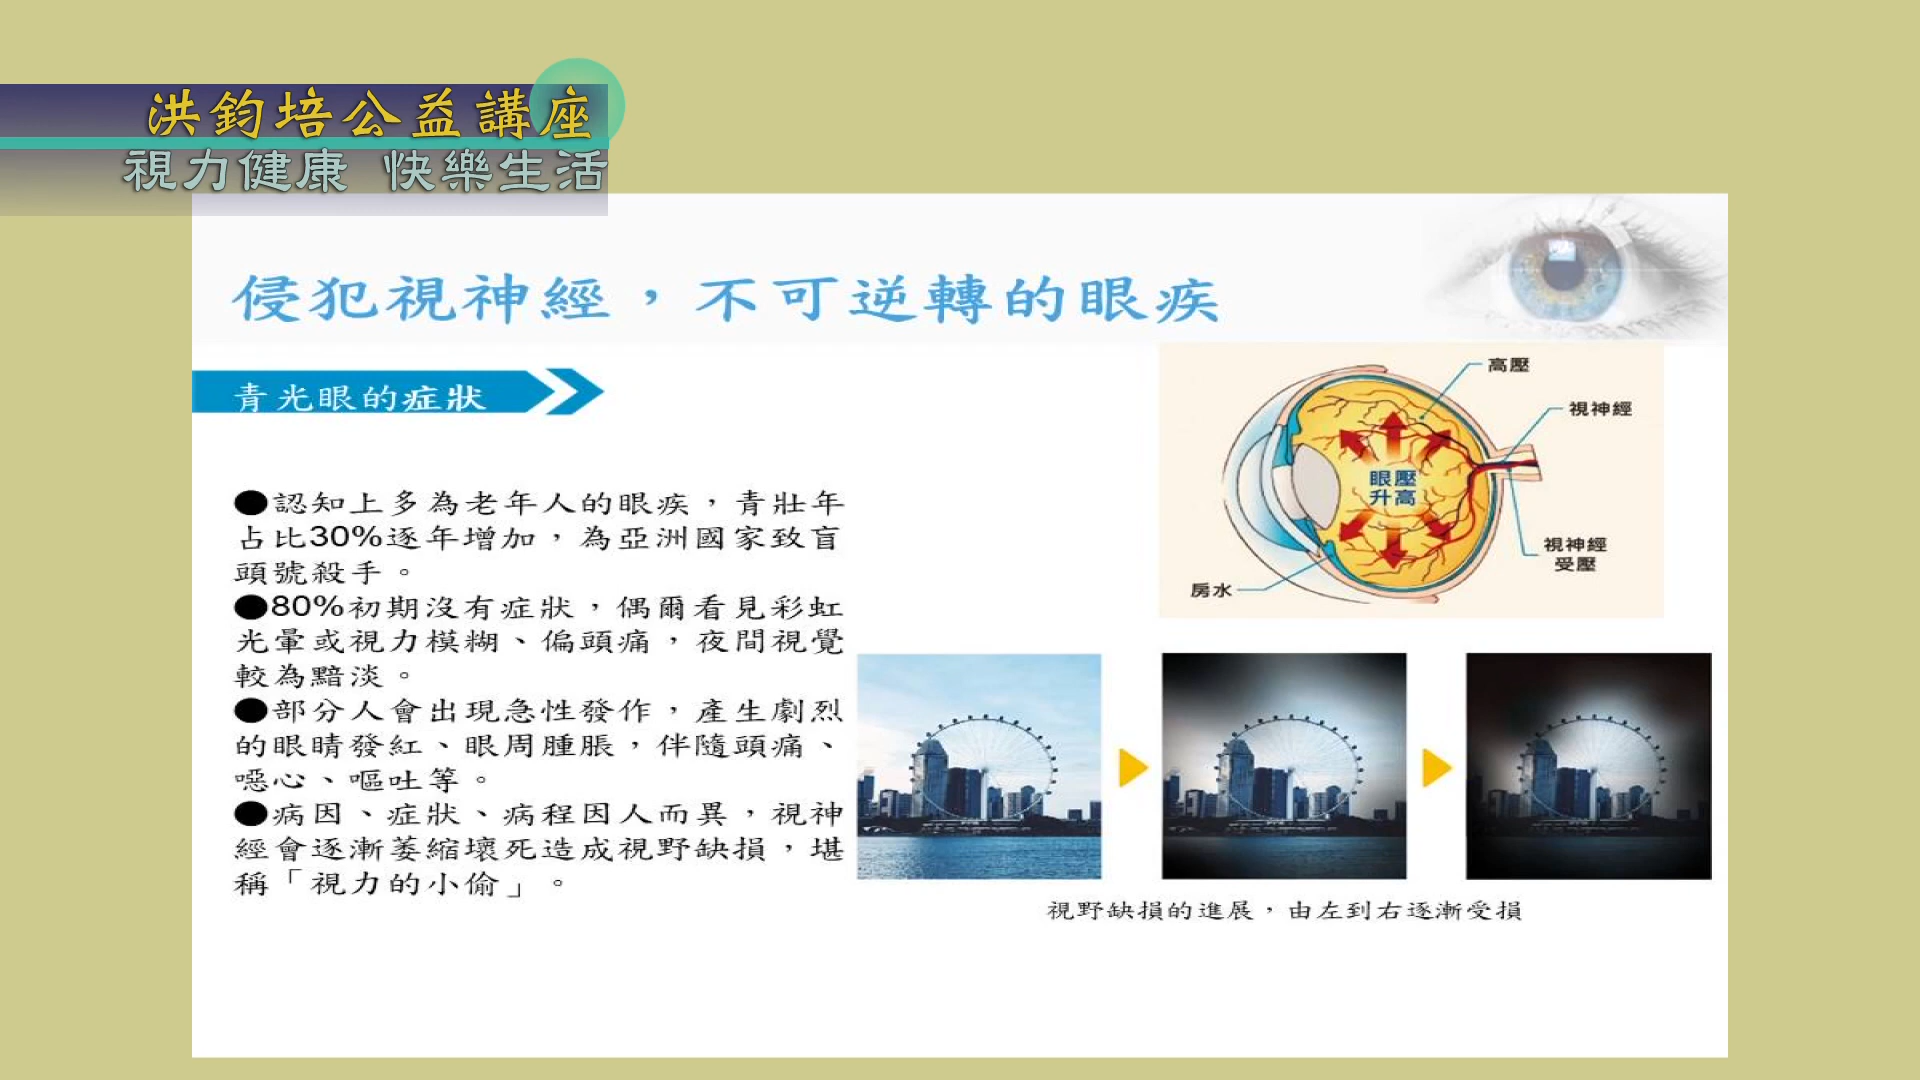 洪鈞培公益講座
視力健康 快樂生活
侵犯視神經，不可逆轉的眼疾
青光眼的症狀
●認知上多為老年人的眼疾，青壯年
占比30%逐年增加，為亞洲國家致盲
頭號殺手。
●80%初期沒有症狀，偶爾看見彩虹
光暈或視力模糊、偏頭痛，夜間視覺
較為黯淡。
●部分人會出現急性發作，產生劇烈
的眼睛發紅、眼周腫脹，伴隨頭痛、
噁心、嘔吐等。
●病因、症狀、病程因人而異，視神
經會逐漸萎縮壞死造成視野缺損，堪
稱「視力的小偷」。
高壓
視神經
眼壓
升高
視神經
受壓
房水
視野缺損的進展，由左到右逐漸受損